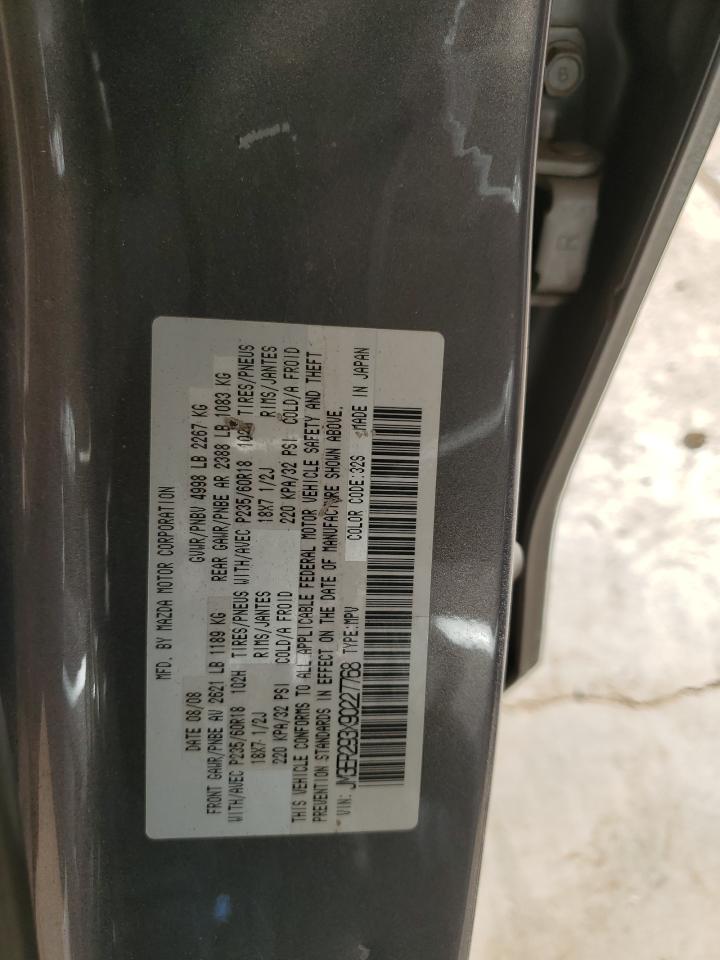 MFD. BY MAZDA MOTOR CORPORATION
DATE 08/08 GVWR/PNBV 4998 LB 2267 KG
FRONT GAWR/PNBE AV 2621 LB 1189 KG REAR GAWR/PNBE AR 2388 LB 1083 KG
WITH/AVEC P235/60R18 102H TIRES/PNEUS WITH/AVEC P235/60R18 102H TIRES/PNEUS
18X7 1/2J RIMS/JANTES 18X7 1/2J RIMS/JANTES
220 KPA/32 PSI COLD/A FROID 220 KPA/32 PSI COLD/A FROID
THIS VEHICLE CONFORMS TO ALL APPLICABLE FEDERAL MOTOR VEHICLE SAFETY AND THEFT
PREVENTION STANDARDS IN EFFECT ON THE DATE OF MANUFACTURE SHOWN ABOVE.
VIN: JM3ER293X90227768 TYPE:MPV COLOR CODE:32S MADE IN JAPAN
8